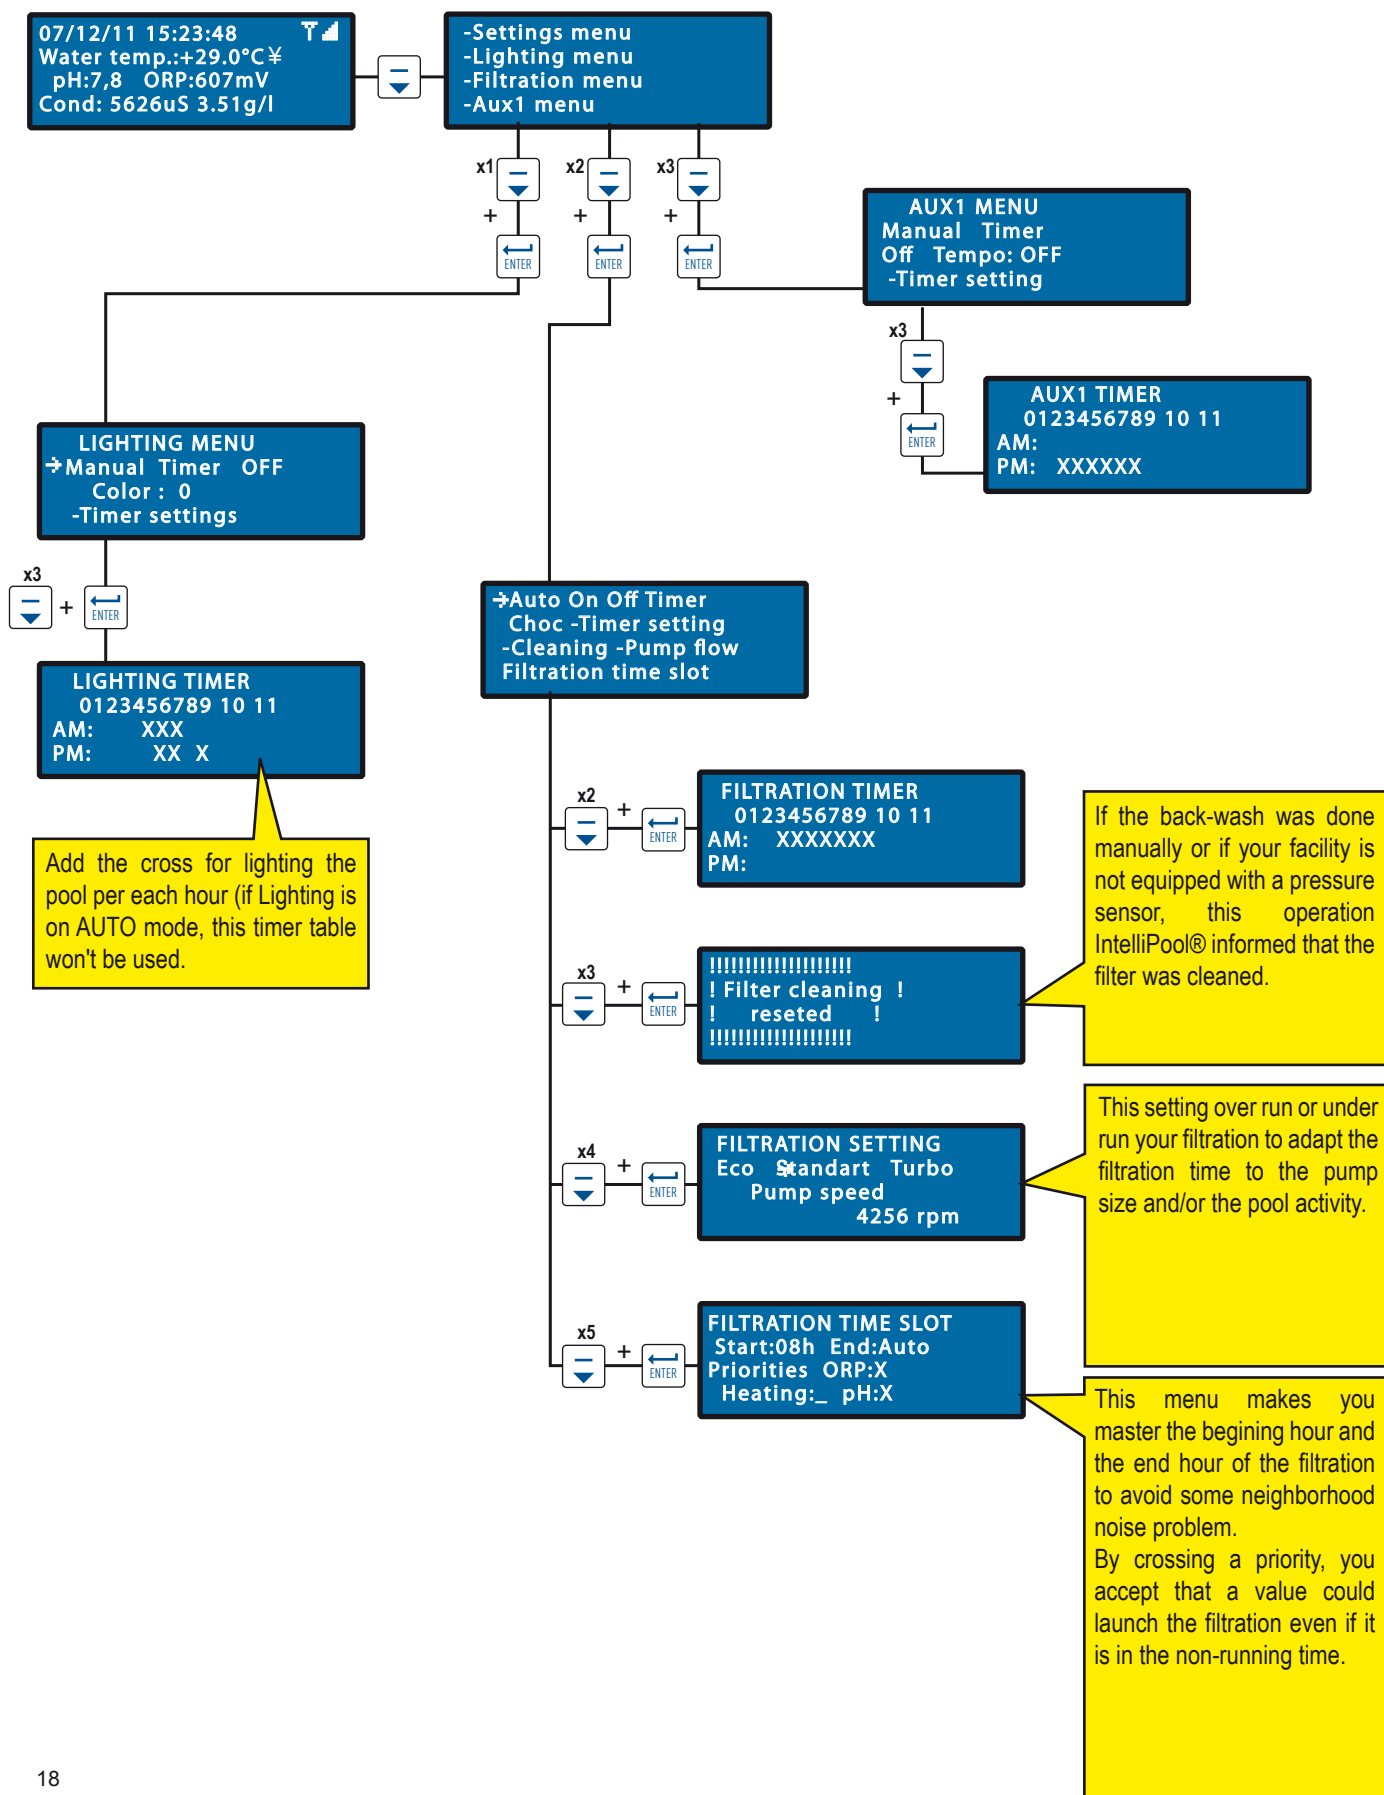 07/12/11 15:23:48
Water temp.:+29.0°C¥
pH:7,8 ORP:607mV
Cond: 5626uS 3.51g/l
-Settings menu
-Lighting menu
-Filtration menu
-Aux1 menu
x1
x2
x3
+
+
+
ENTER
ENTER
ENTER
AUX1 MENU
Manual Timer
Off Tempo: OFF
-Timer setting
x3
+
ENTER
AUX1 TIMER
0123456789 10 11
AM:
PM: XXXXXX
LIGHTING MENU
Manual Timer OFF
Color : 0
-Timer settings
x3
+
ENTER
LIGHTING TIMER
0123456789 10 11
AM: XXX
PM: XX X
Add the cross for lighting the
pool per each hour (if Lighting is
on AUTO mode, this timer table
won't be used.
Auto On Off Timer
Choc -Timer setting
-Cleaning -Pump flow
Filtration time slot
x2
+
ENTER
FILTRATION TIMER
0123456789 10 11
AM: XXXXXXX
PM:
If the back-wash was done
manually or if your facility is
not equipped with a pressure
sensor, this operation
IntelliPool® informed that the
filter was cleaned.
x3
+
ENTER
!!!!!!!!!!!!!!!!!!!!
! Filter cleaning !
! reseted !
!!!!!!!!!!!!!!!!!!!!
x4
+
ENTER
FILTRATION SETTING
Eco Standart Turbo
Pump speed
4256 rpm
This setting over run or under
run your filtration to adapt the
filtration time to the pump
size and/or the pool activity.
x5
+
ENTER
FILTRATION TIME SLOT
Start:08h End:Auto
Priorities ORP:X
Heating:_ pH:X
This menu makes you
master the begining hour and
the end hour of the filtration
to avoid some neighborhood
noise problem.
By crossing a priority, you
accept that a value could
launch the filtration even if it
is in the non-running time.
18